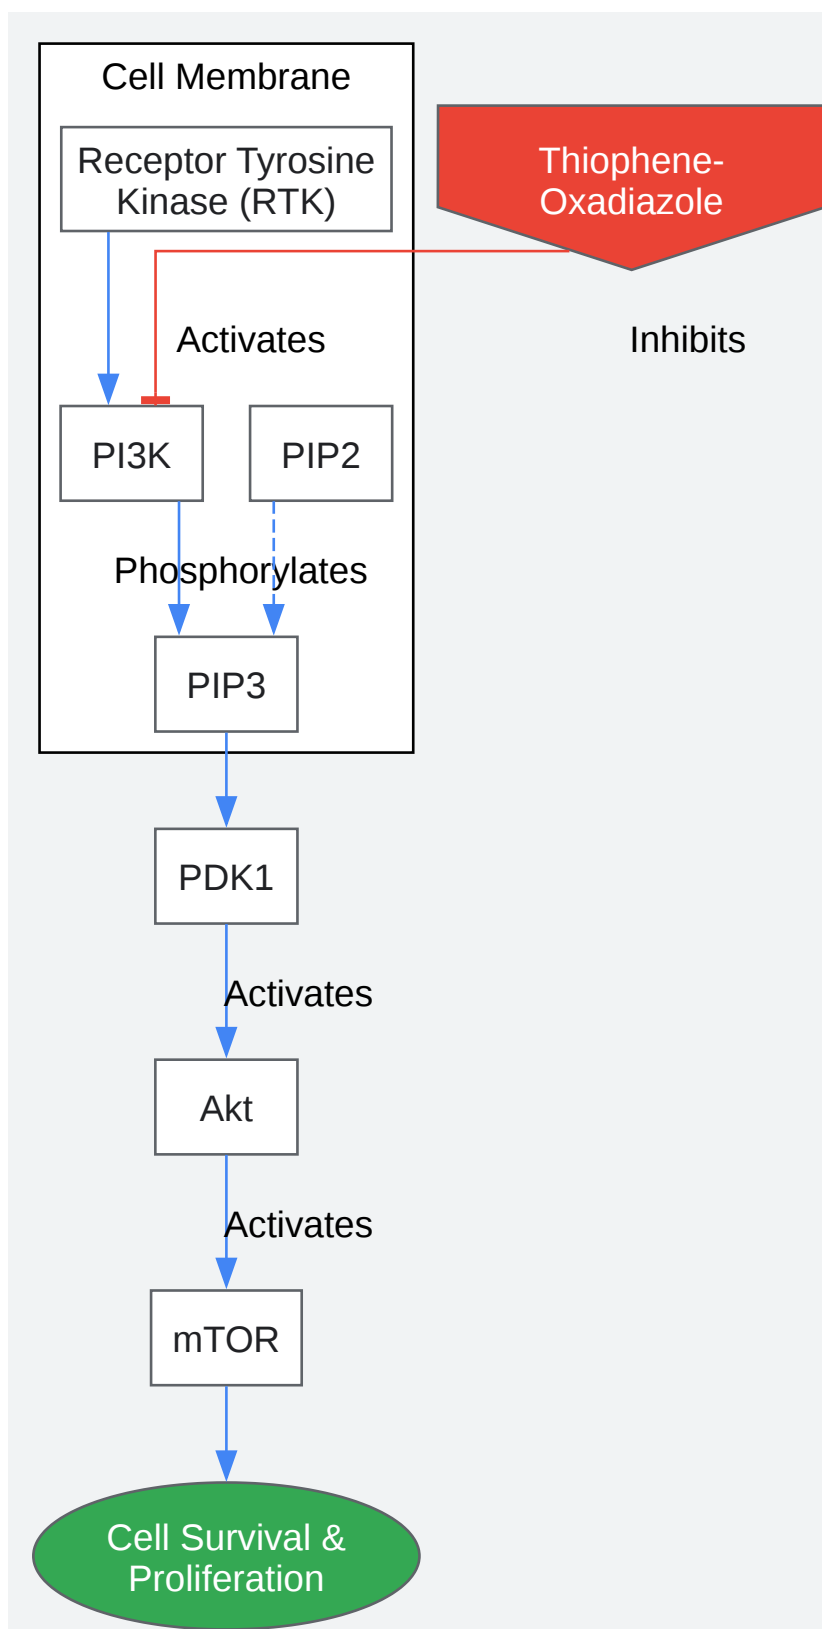 Cell Membrane
Receptor Tyrosine
Kinase (RTK)
Thiophene-
Oxadiazole
Activates
Inhibits
PI3K
PIP2
Phosphorylates
PIP3
PDK1
Activates
Akt
Activates
mTOR
Cell Survival &
Proliferation